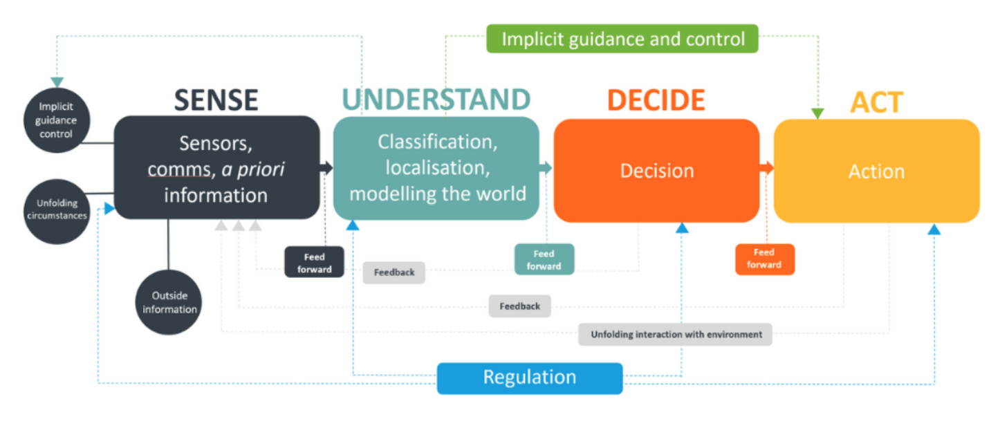 Implicit guidance and control
SENSE
UNDERSTAND
DECIDE
ACT
Implicit
guidance
control
Sensors,
comms, a priori
information
Classification,
localisation,
modelling the world
Decision
Action
Unfolding
circumstances
Feed
forward
Feed
forward
Feed
forward
Feedback
Outside
information
Feedback
Unfolding interaction with environment
Regulation